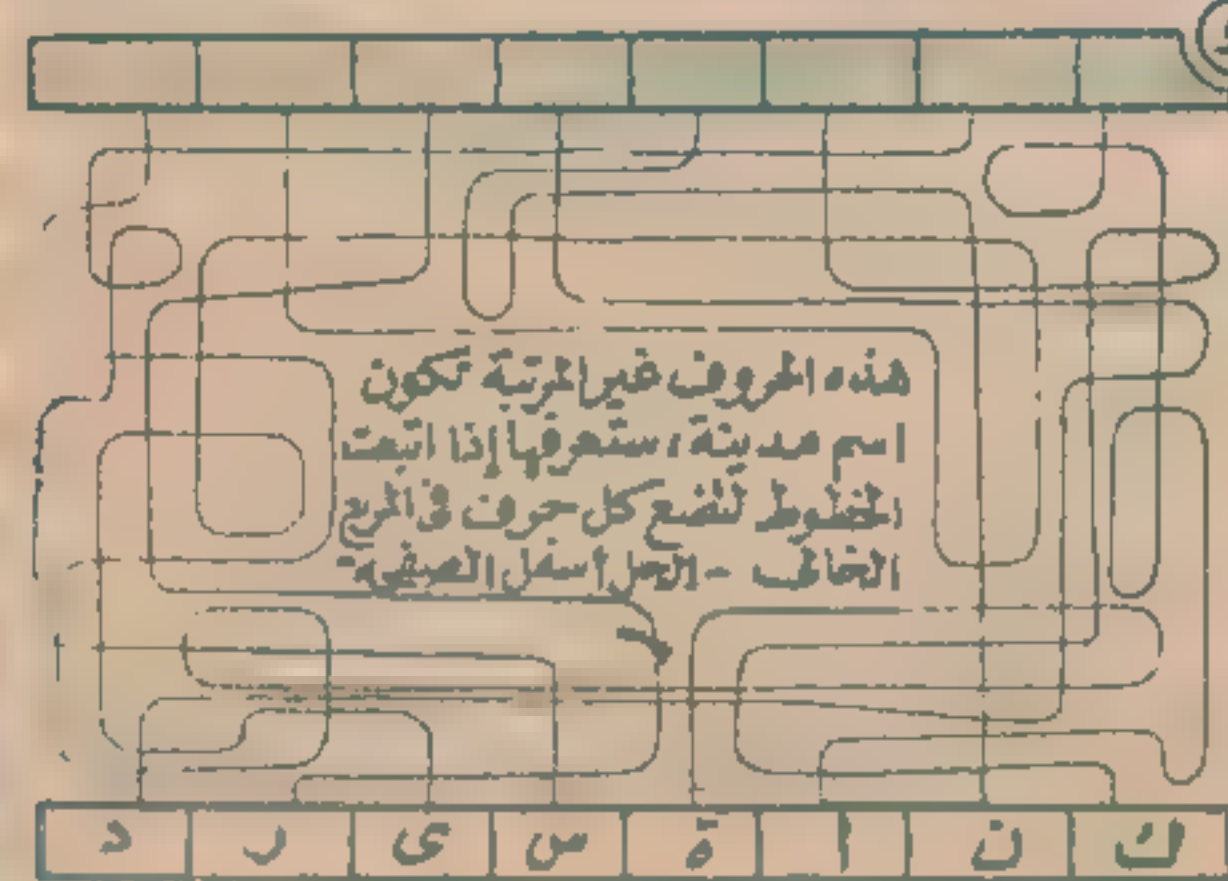 هذه الحروف غير المرتبة تكون
اسم مدينة، ستعرفها إذا اتبعت
الخطوط لتضع كل حرف في المربع
الخالى - الحل أسفل الصفحة -
ك ن ا ة س ى ر د